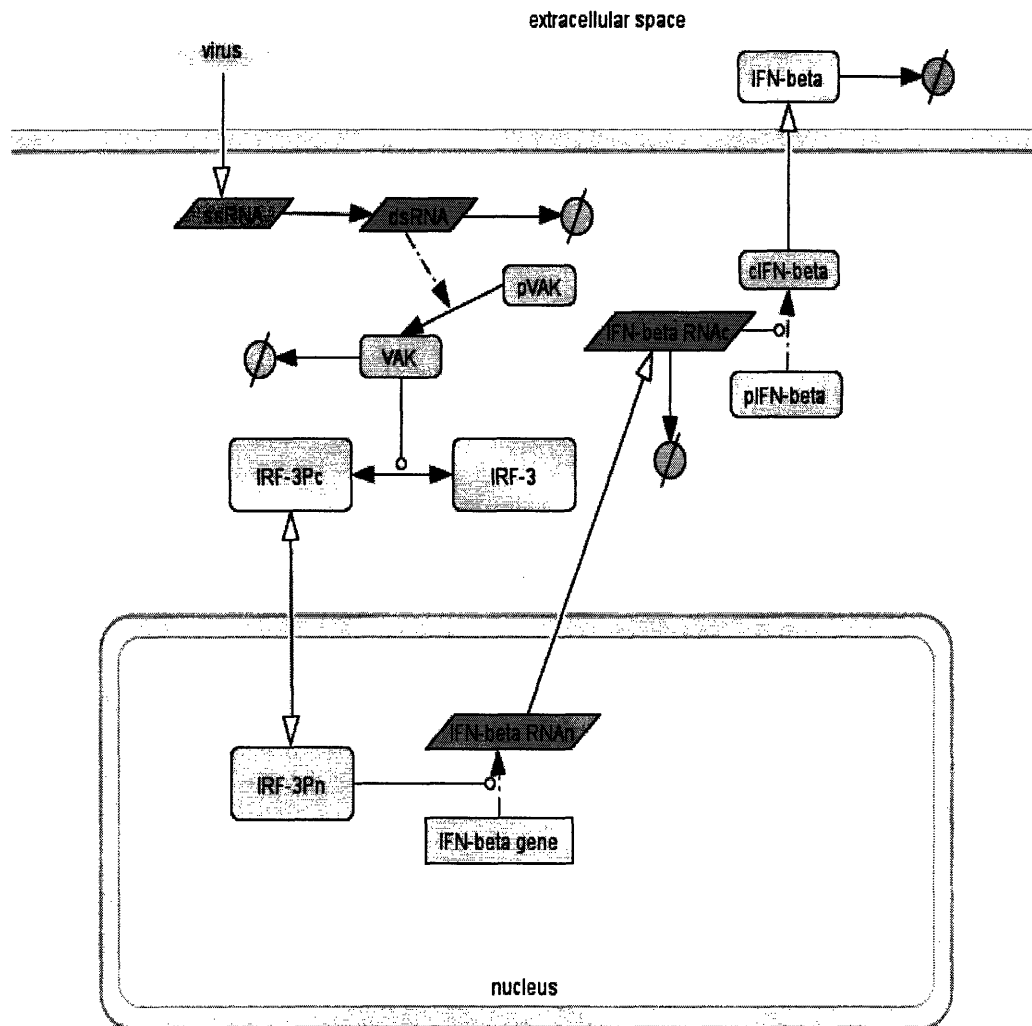 extracellular space
virus
IFN-beta
ssRNA
dsRNA
pVAK
cIFN-beta
IFN-beta RNAc
VAK
pIFN-beta
IRF-3Pc
IRF-3
IFN-beta RNAn
IRF-3Pn
IFN-beta gene
nucleus